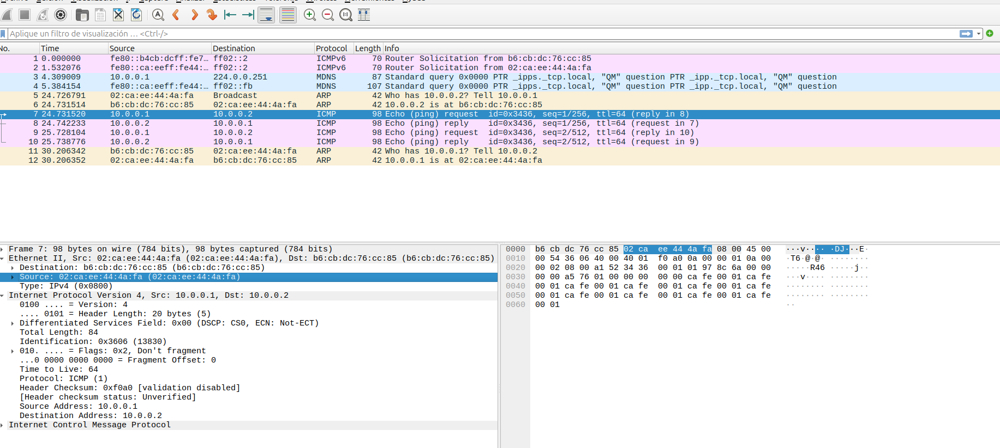 Aplique un filtro de visualización … <Ctrl-/>
No. Time Source Destination Protocol Length Info
1 0.000000 fe80::b4cb:dcff:fe7… ff02::2 ICMPv6 70 Router Solicitation from b6:cb:dc:76:cc:85
2 1.532076 fe80::ca:eeff:fe44:… ff02::2 ICMPv6 70 Router Solicitation from 02:ca:ee:44:4a:fa
3 4.309009 10.0.0.1 224.0.0.251 MDNS 87 Standard query 0x0000 PTR _ipps._tcp.local, "QM" question PTR _ipp._tcp.local, "QM" question
4 5.384154 fe80::ca:eeff:fe44:… ff02::fb MDNS 107 Standard query 0x0000 PTR _ipps._tcp.local, "QM" question PTR _ipp._tcp.local, "QM" question
5 24.726791 02:ca:ee:44:4a:fa Broadcast ARP 42 Who has 10.0.0.2? Tell 10.0.0.1
6 24.731514 b6:cb:dc:76:cc:85 02:ca:ee:44:4a:fa ARP 42 10.0.0.2 is at b6:cb:dc:76:cc:85
7 24.731520 10.0.0.1 10.0.0.2 ICMP 98 Echo (ping) request id=0x3436, seq=1/256, ttl=64 (reply in 8)
8 24.742233 10.0.0.2 10.0.0.1 ICMP 98 Echo (ping) reply id=0x3436, seq=1/256, ttl=64 (request in 7)
9 25.728104 10.0.0.1 10.0.0.2 ICMP 98 Echo (ping) request id=0x3436, seq=2/512, ttl=64 (reply in 10)
10 25.738776 10.0.0.2 10.0.0.1 ICMP 98 Echo (ping) reply id=0x3436, seq=2/512, ttl=64 (request in 9)
11 30.206342 b6:cb:dc:76:cc:85 02:ca:ee:44:4a:fa ARP 42 Who has 10.0.0.1? Tell 10.0.0.2
12 30.206352 02:ca:ee:44:4a:fa b6:cb:dc:76:cc:85 ARP 42 10.0.0.1 is at 02:ca:ee:44:4a:fa
Frame 7: 98 bytes on wire (784 bits), 98 bytes captured (784 bits)
Ethernet II, Src: 02:ca:ee:44:4a:fa (02:ca:ee:44:4a:fa), Dst: b6:cb:dc:76:cc:85 (b6:cb:dc:76:cc:85)
Destination: b6:cb:dc:76:cc:85 (b6:cb:dc:76:cc:85)
Source: 02:ca:ee:44:4a:fa (02:ca:ee:44:4a:fa)
Type: IPv4 (0x0800)
Internet Protocol Version 4, Src: 10.0.0.1, Dst: 10.0.0.2
0100 .... = Version: 4
.... 0101 = Header Length: 20 bytes (5)
Differentiated Services Field: 0x00 (DSCP: CS0, ECN: Not-ECT)
Total Length: 84
Identification: 0x3606 (13830)
010. .... = Flags: 0x2, Don't fragment
...0 0000 0000 0000 = Fragment Offset: 0
Time to Live: 64
Protocol: ICMP (1)
Header Checksum: 0xf0a0 [validation disabled]
[Header checksum status: Unverified]
Source Address: 10.0.0.1
Destination Address: 10.0.0.2
Internet Control Message Protocol
0000 b6 cb dc 76 cc 85 02 ca ee 44 4a fa 08 00 45 00 ···v···· ·DJ···E·
0010 00 54 36 06 40 00 40 01 f0 a0 0a 00 00 01 0a 00 ·T6·@·@· ········
0020 00 02 08 00 a1 52 34 36 00 01 01 97 8c 6a 00 00 ·····R46 ·····j··
0030 00 00 a5 76 01 00 00 00 00 00 ca fe 00 01 ca fe ···v···· ········
0040 00 01 ca fe 00 01 ca fe 00 01 ca fe 00 01 ca fe ········ ········
0050 00 01 ca fe 00 01 ca fe 00 01 ca fe 00 01 ca fe ········ ········
0060 00 01 ··